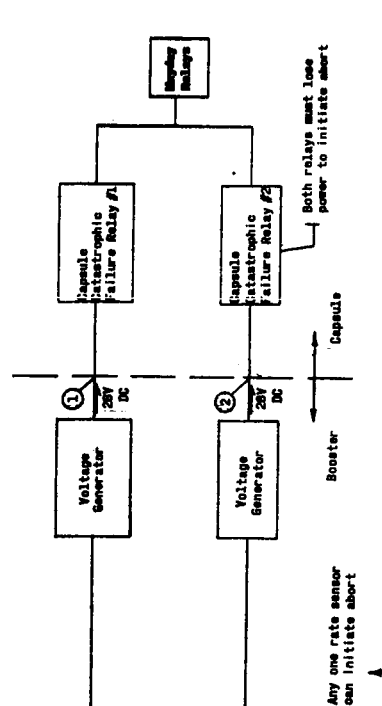 Voltage
Generator
1
28V
DC
Capsule
Catastrophic
Failure Relay #1
Mayday
Relays
Voltage
Generator
2
28V
DC
Capsule
Catastrophic
Failure Relay #2
Both relays must lose
power to initiate abort
Booster
Capsule
Any one rate sensor
can initiate abort